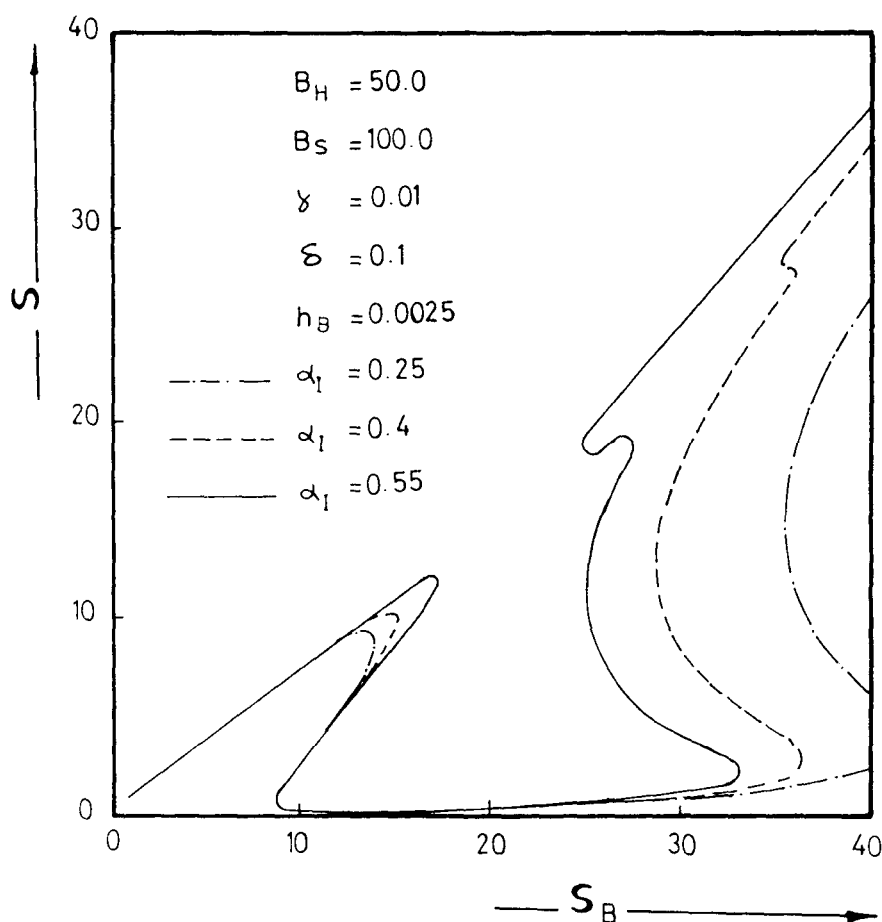 40
B_H = 50.0
B_S = 100.0
γ = 0.01
30
δ = 0.1
S
h_B = 0.0025
α_I = 0.25
20
α_I = 0.4
α_I = 0.55
10
0
0 10 20 30 40
S_B